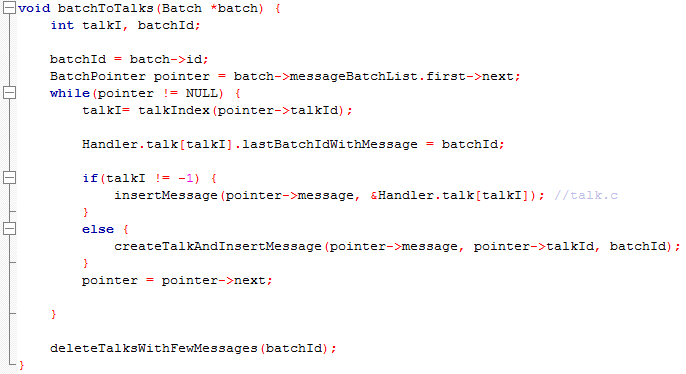 void batchToTalks(Batch *batch) {
    int talkI, batchId;

    batchId = batch->id;
    BatchPointer pointer = batch->messageBatchList.first->next;
    while(pointer != NULL) {
        talkI= talkIndex(pointer->talkId);

        Handler.talk[talkI].lastBatchIdWithMessage = batchId;

        if(talkI != -1) {
            insertMessage(pointer->message, &Handler.talk[talkI]); //talk.c
        }
        else {
            createTalkAndInsertMessage(pointer->message, pointer->talkId, batchId);
        }
        pointer = pointer->next;

    }

    deleteTalksWithFewMessages(batchId);
}